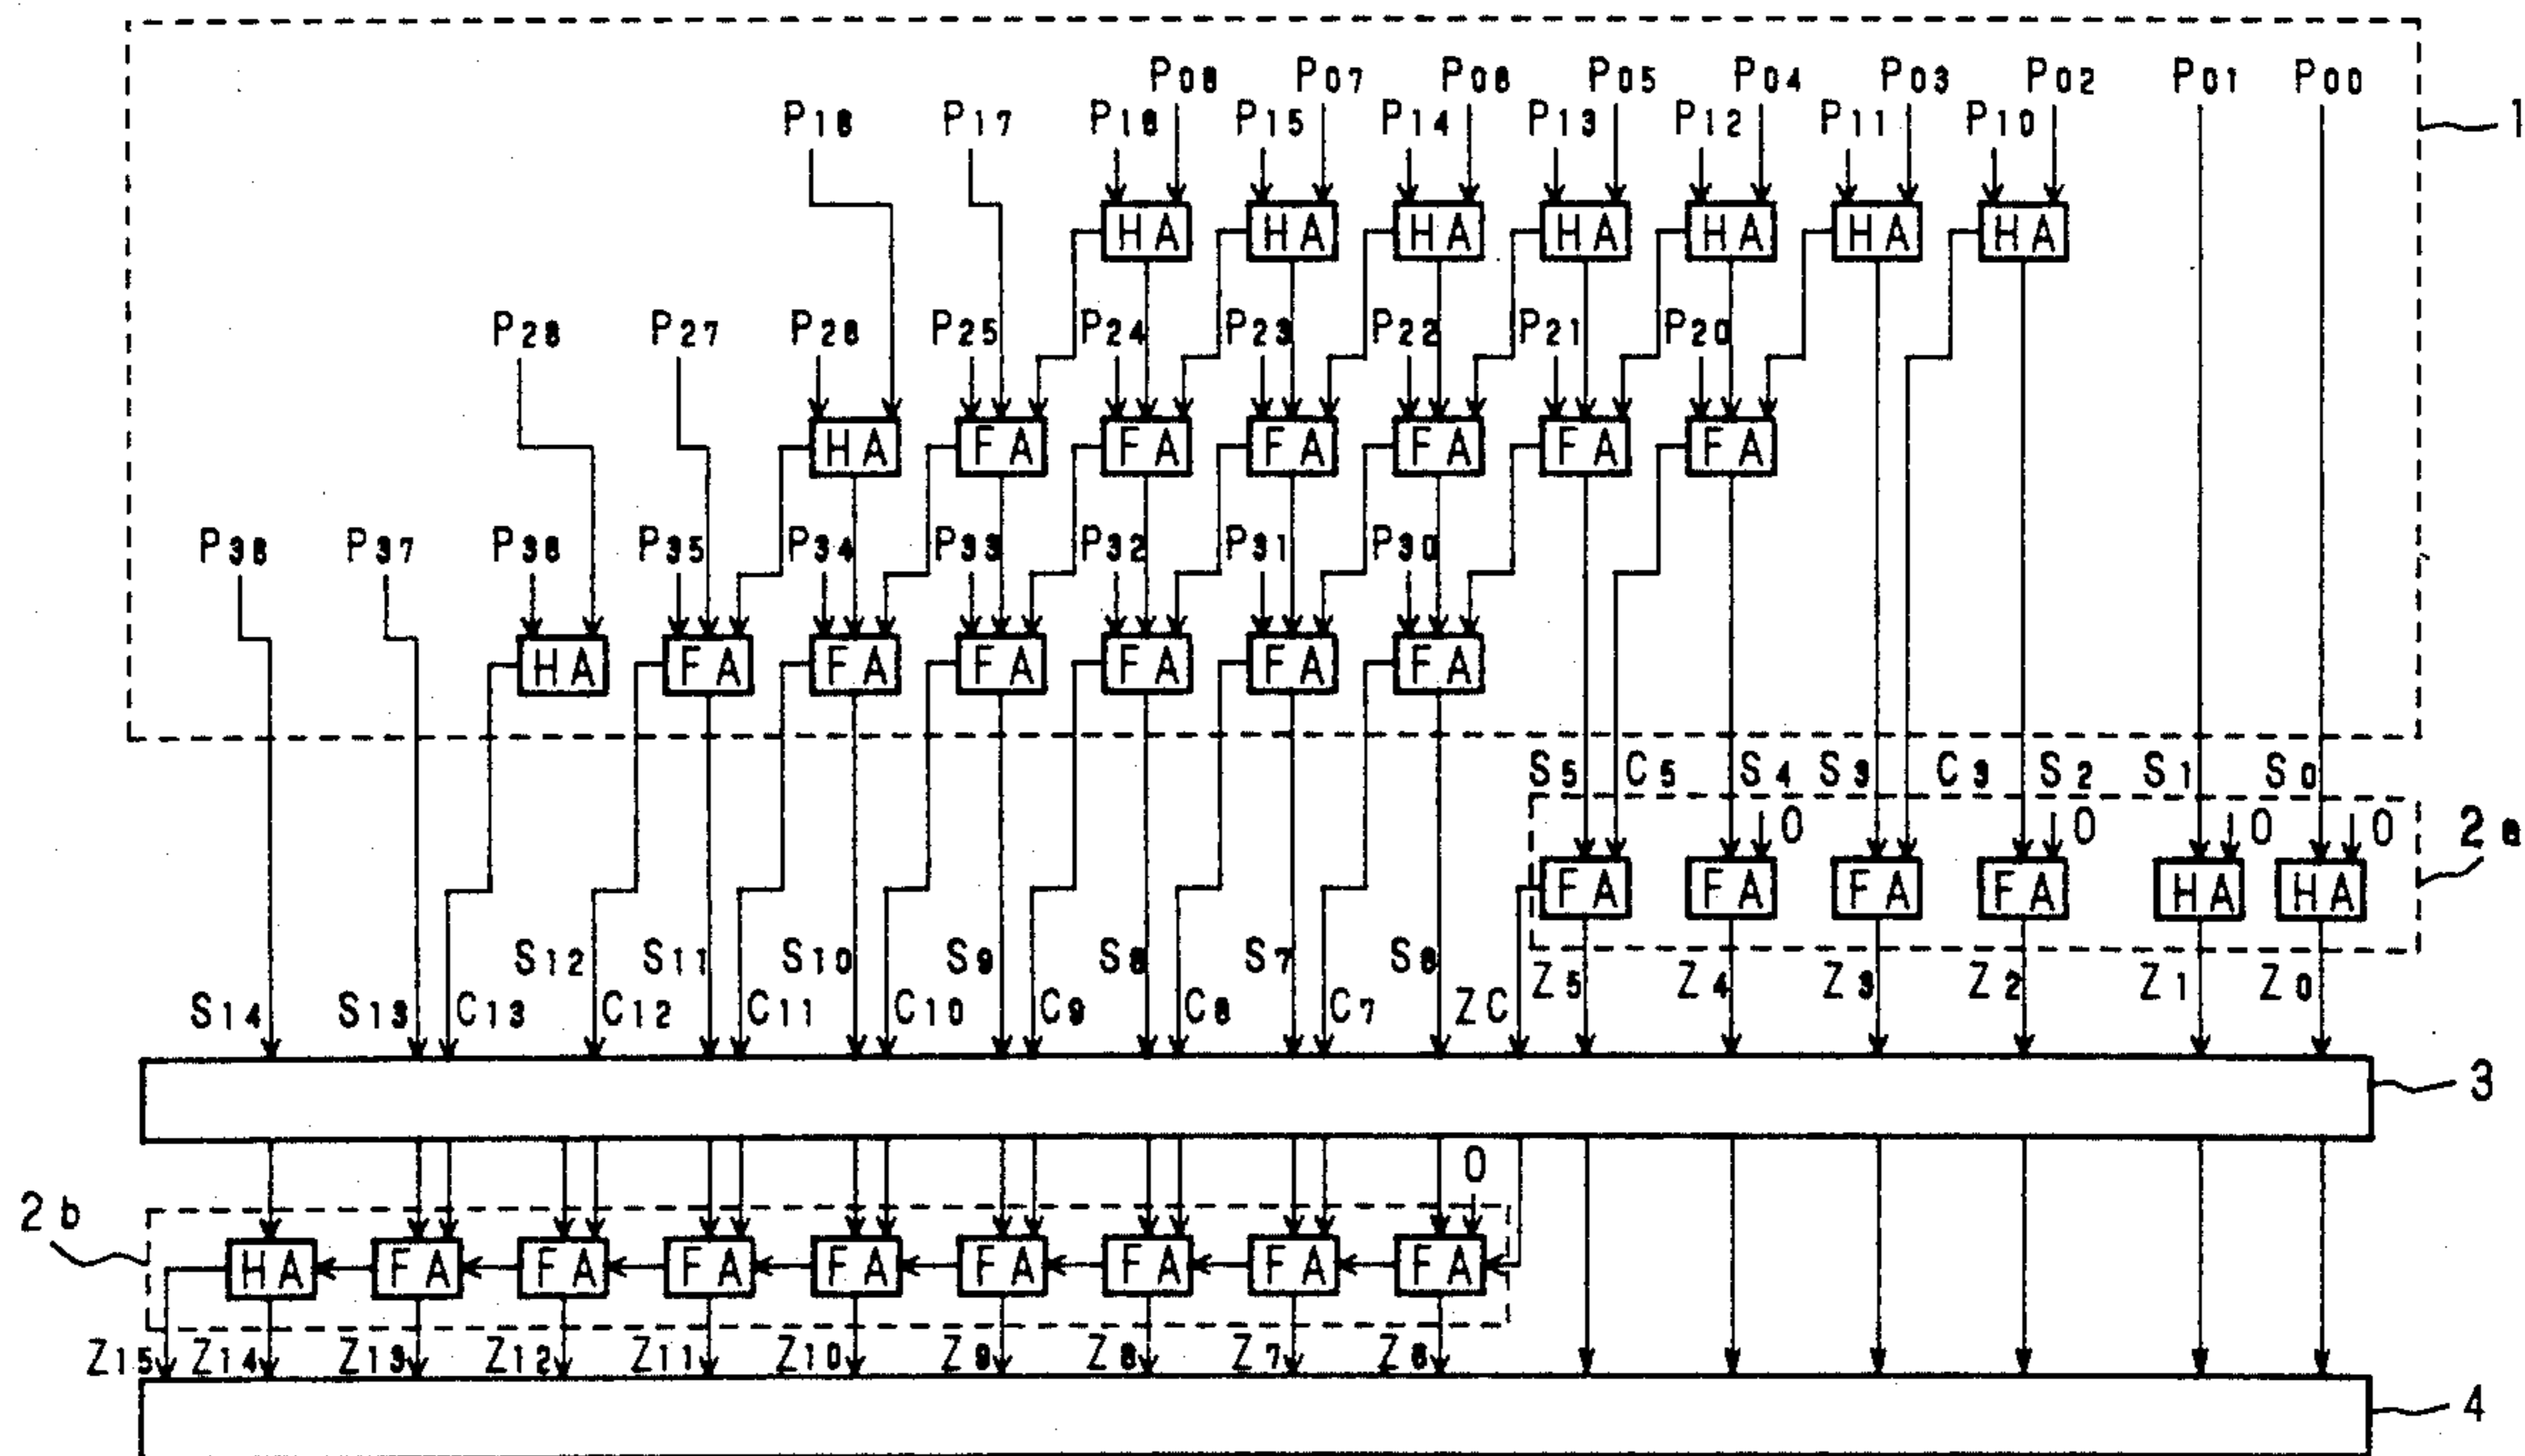 P08 P07 P06 P05 P04 P03 P02 P01 P00
P18 P17 P16 P15 P14 P13 P12 P11 P10 1
HA HA HA HA HA HA HA
P28 P27 P26 P25 P24 P23 P22 P21 P20
HA FA FA FA FA FA FA
P38 P37 P36 P35 P34 P33 P32 P31 P30
HA FA FA FA FA FA FA
S5 C5 S4 S3 C3 S2 S1 S0
0 0 0 0 2a
FA FA FA FA HA HA
S12 S11 S10 S9 S8 S7 S6
Z5 Z4 Z3 Z2 Z1 Z0
S14 S13 C13 C12 C11 C10 C9 C8 C7 ZC
3
0
2b
HA FA FA FA FA FA FA FA FA
Z15 Z14 Z13 Z12 Z11 Z10 Z9 Z8 Z7 Z6
4